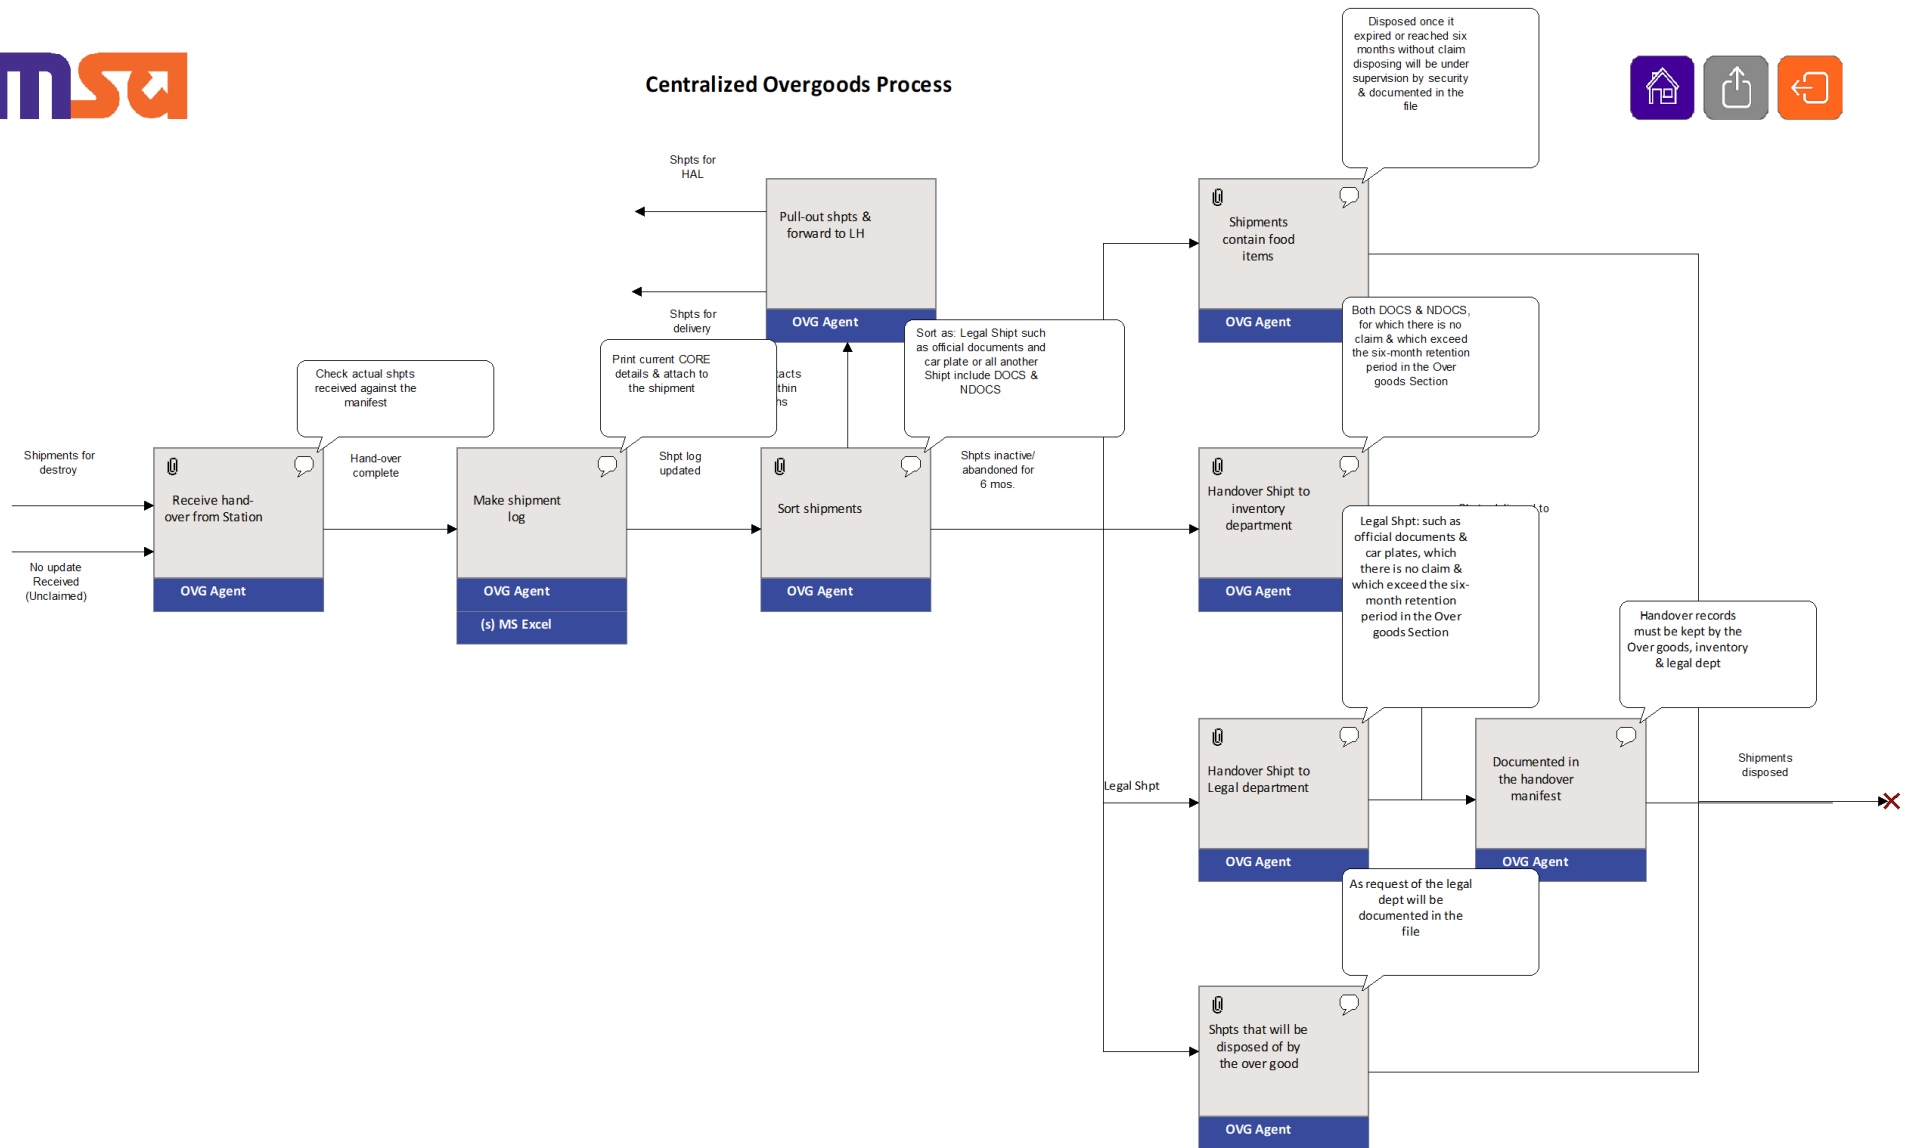 msa
Centralized Overgoods Process
Disposed once it
expired or reached six
months without claim
disposing will be under
supervision by security
& documented in the
file
Shpts for
HAL
Pull-out shpts &
forward to LH
OVG Agent
Shpts for
delivery
Shipments
contain food
items
OVG Agent
Check actual shpts
received against the
manifest
Print current CORE
details & attach to
the shipment
Sort as: Legal Shipt such
as official documents and
car plate or all another
Shipt include DOCS &
NDOCS
Both DOCS & NDOCS,
for which there is no
claim & which exceed
the six-month retention
period in the Over
goods Section
Shipments for
destroy
No update
Received
(Unclaimed)
Receive hand-
over from Station
OVG Agent
Hand-over
complete
Make shipment
log
OVG Agent
(s) MS Excel
Shpt log
updated
Sort shipments
OVG Agent
Shpts inactive/
abandoned for
6 mos.
Handover Shipt to
inventory
department
OVG Agent
to
Legal Shpt: such as
official documents &
car plates, which
there is no claim &
which exceed the six-
month retention
period in the Over
goods Section
Handover records
must be kept by the
Over goods, inventory
& legal dept
Legal Shpt
Handover Shipt to
Legal department
OVG Agent
Documented in
the handover
manifest
OVG Agent
Shipments
disposed
As request of the legal
dept will be
documented in the
file
Shpts that will be
disposed of by
the over good
OVG Agent